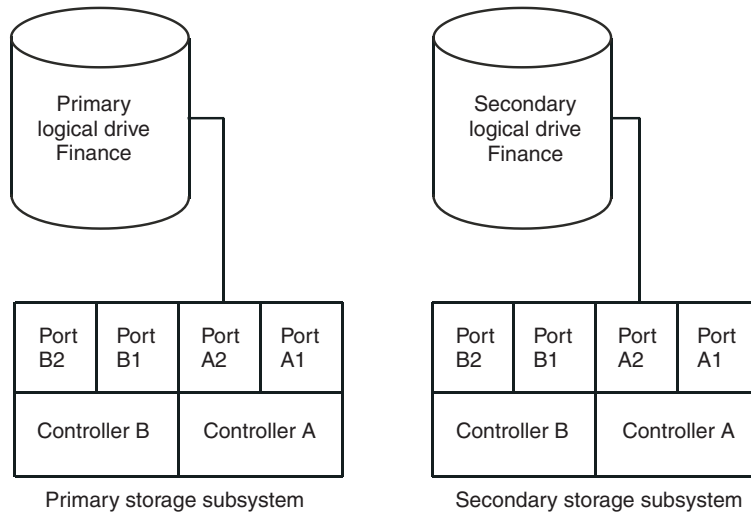 Primary
logical drive
Finance
Secondary
logical drive
Finance
Port
B2
Port
B1
Port
A2
Port
A1
Controller B
Controller A
Primary storage subsystem
Port
B2
Port
B1
Port
A2
Port
A1
Controller B
Controller A
Secondary storage subsystem